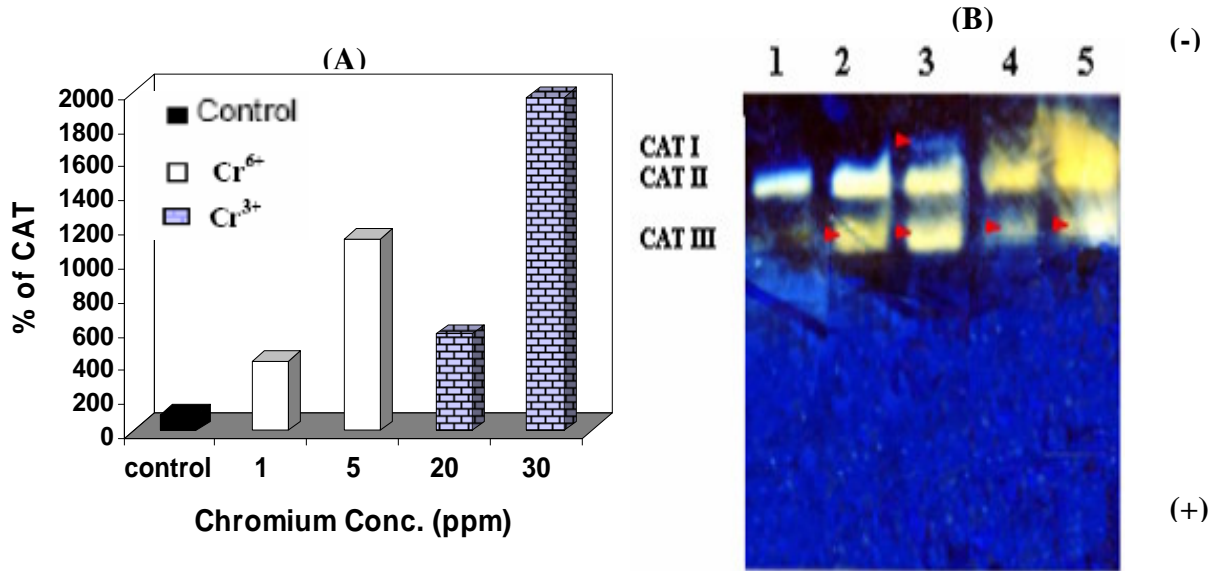 (A)
% of CAT
2000
1800
1600
1400
1200
1000
800
600
400
200
0
Control
Cr6+
Cr3+
control 1 5 20 30
Chromium Conc. (ppm)
(B)
(-)
1 2 3 4 5
CAT I
CAT II
CAT III
(+)